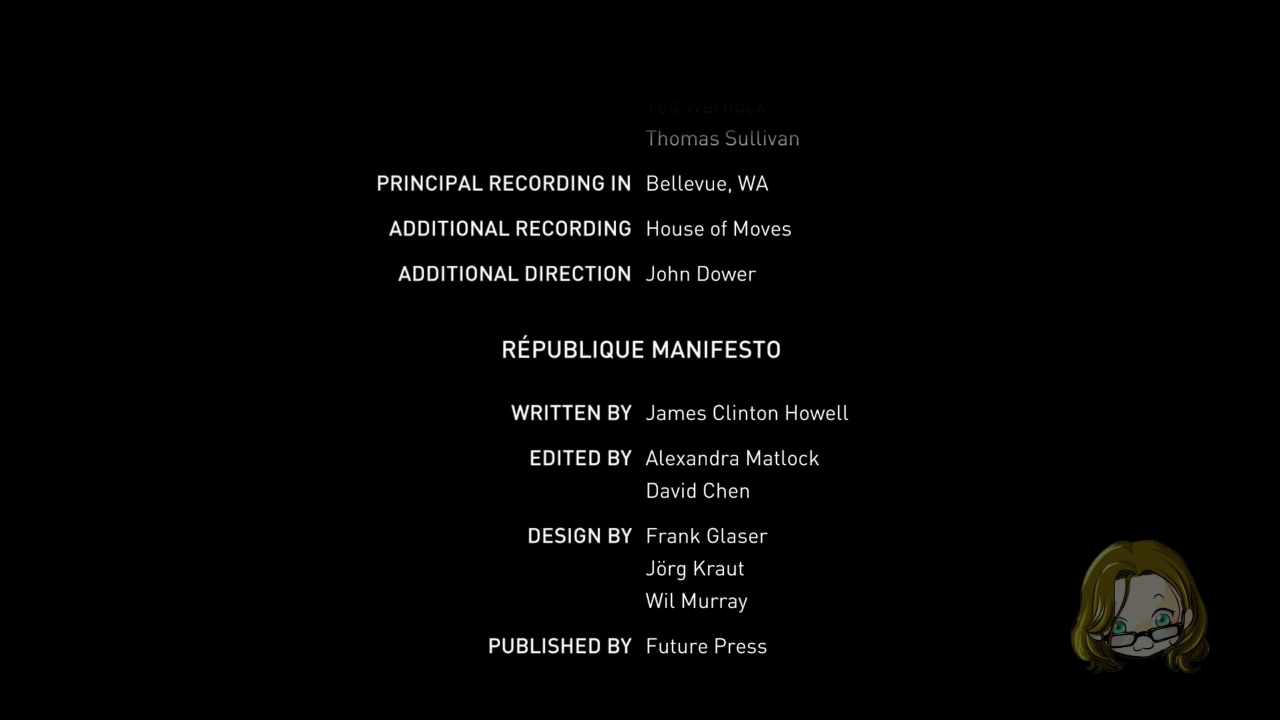 Ted Warnock
Thomas Sullivan
PRINCIPAL RECORDING IN Bellevue, WA
ADDITIONAL RECORDING House of Moves
ADDITIONAL DIRECTION John Dower
RÉPUBLIQUE MANIFESTO
WRITTEN BY James Clinton Howell
EDITED BY Alexandra Matlock
David Chen
DESIGN BY Frank Glaser
Jörg Kraut
Wil Murray
PUBLISHED BY Future Press